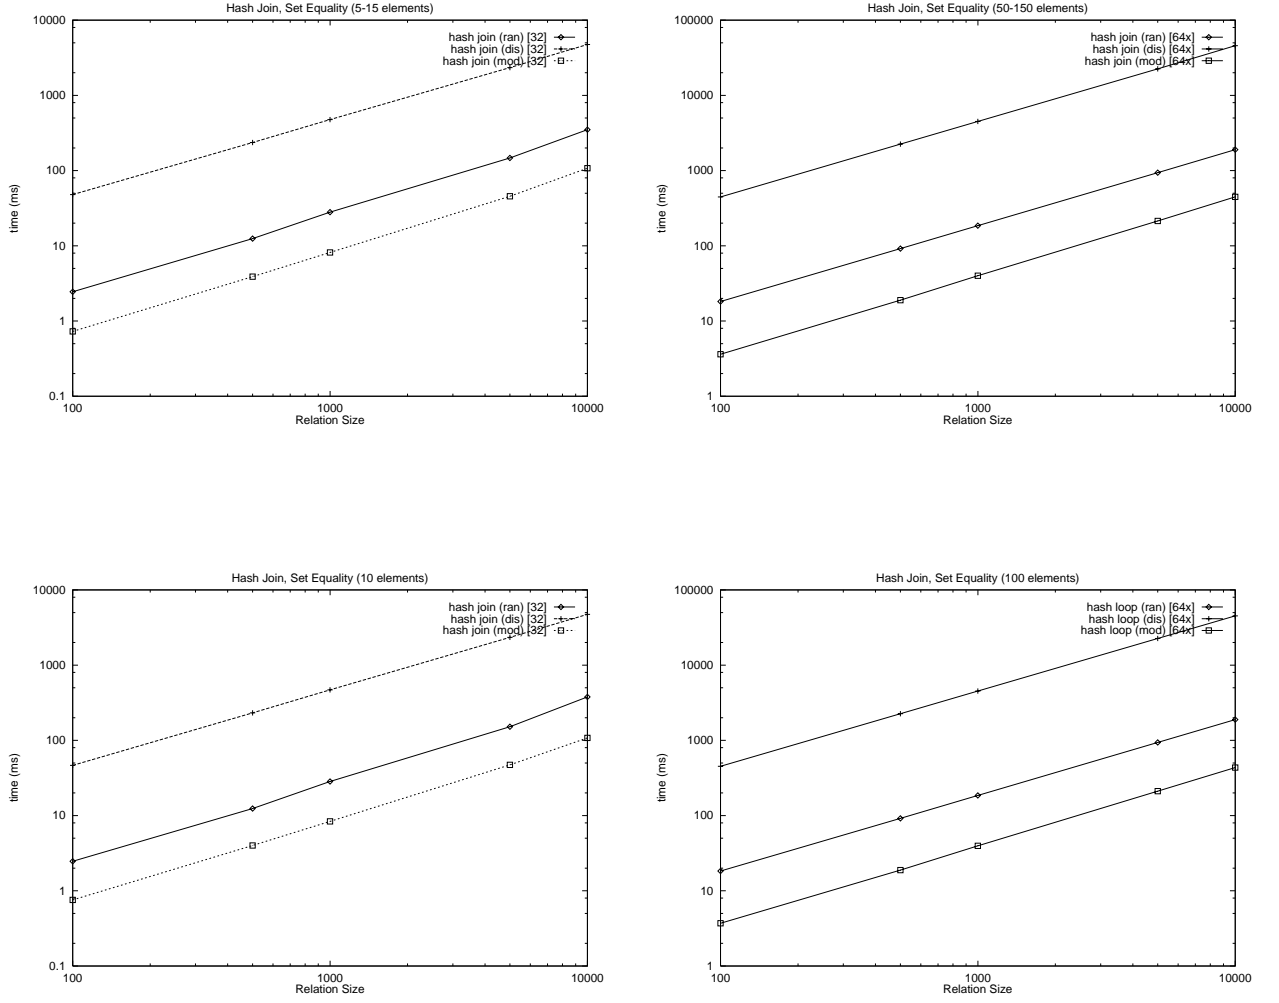 Hash Join, Set Equality (5-15 elements)
10000
1000
100
10
1
0.1
time (ms)
hash join (ran) [32]
hash join (dis) [32]
hash join (mod) [32]
100
1000
10000
Relation Size
Hash Join, Set Equality (50-150 elements)
100000
10000
1000
100
10
1
time (ms)
hash join (ran) [64x]
hash join (dis) [64x]
hash join (mod) [64x]
100
1000
10000
Relation Size
Hash Join, Set Equality (10 elements)
10000
1000
100
10
1
0.1
time (ms)
hash join (ran) [32]
hash join (dis) [32]
hash join (mod) [32]
100
1000
10000
Relation Size
Hash Join, Set Equality (100 elements)
100000
10000
1000
100
10
1
time (ms)
hash loop (ran) [64x]
hash loop (dis) [64x]
hash loop (mod) [64x]
100
1000
10000
Relation Size